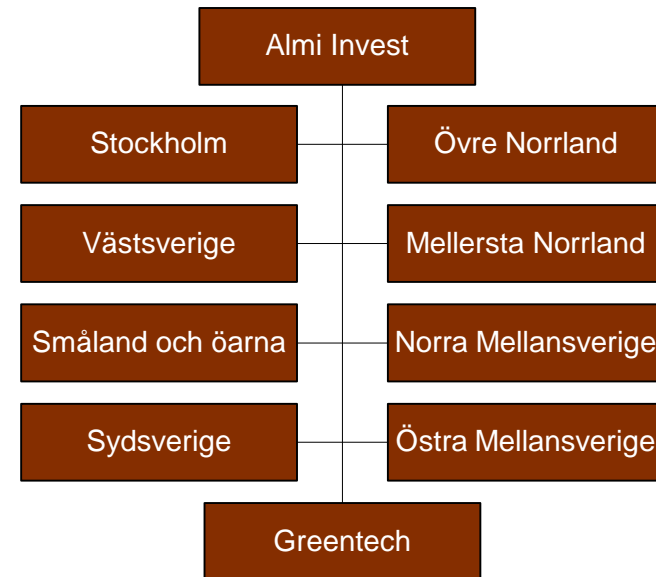 Almi Invest
Stockholm
Övre Norrland
Västsverige
Mellersta Norrland
Småland och öarna
Norra Mellansverige
Sydsverige
Östra Mellansverige
Greentech